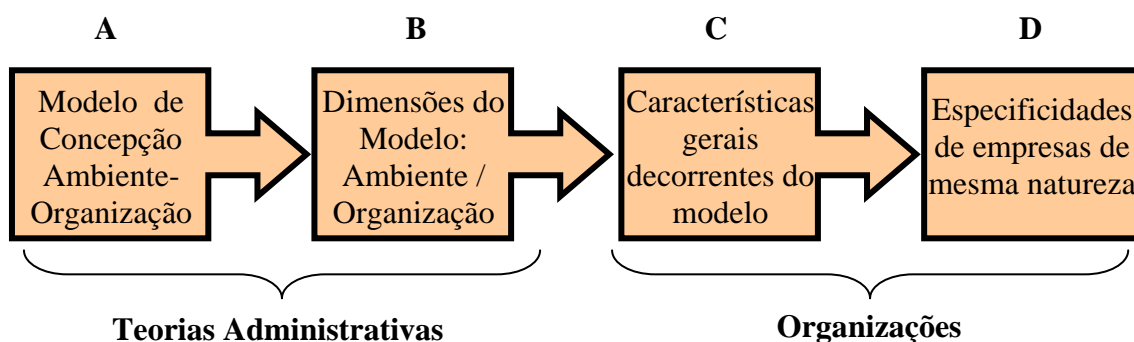 A
B
C
D
Modelo de
Concepção
Ambiente-
Organização
Dimensões do
Modelo:
Ambiente /
Organização
Características
gerais
decorrentes do
modelo
Especificidades
de empresas de
mesma natureza
Teorias Administrativas
Organizações